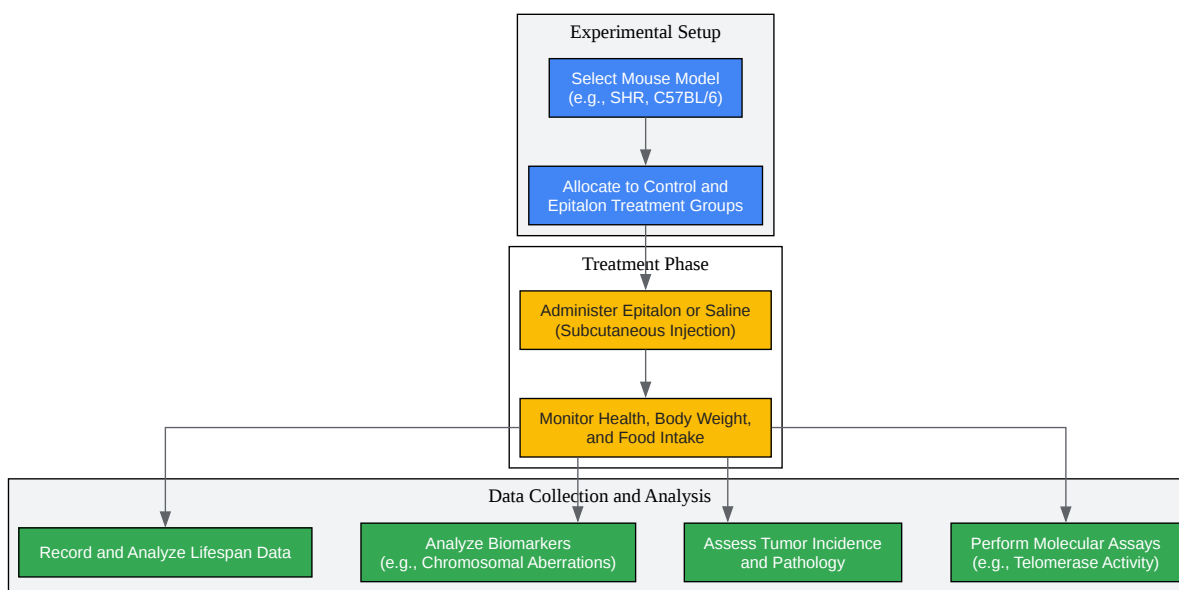 Experimental Setup
Select Mouse Model
(e.g., SHR, C57BL/6)
Allocate to Control and
Epitalon Treatment Groups
Treatment Phase
Administer Epitalon or Saline
(Subcutaneous Injection)
Monitor Health, Body Weight,
and Food Intake
Data Collection and Analysis
Record and Analyze Lifespan Data
Analyze Biomarkers
(e.g., Chromosomal Aberrations)
Assess Tumor Incidence
and Pathology
Perform Molecular Assays
(e.g., Telomerase Activity)